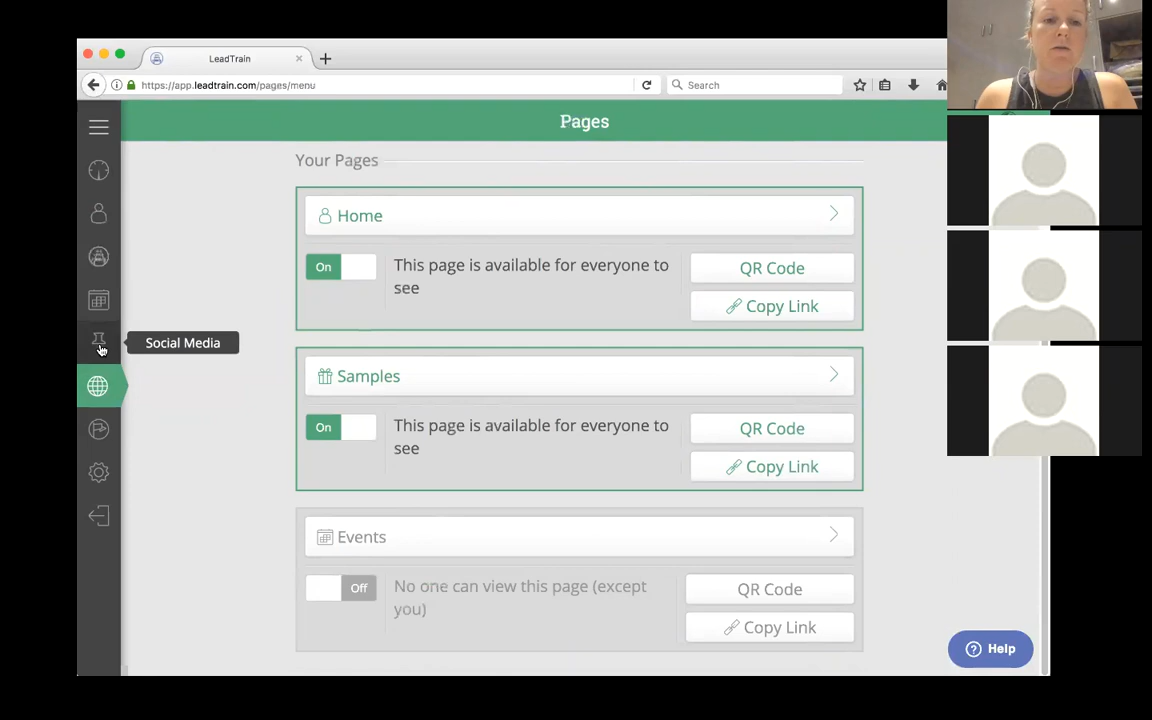 LeadTrain
https://app.leadtrain.com/pages/menu
Search
Pages
Your Pages
Home
On
This page is available for everyone to
see
QR Code
Copy Link
Social Media
Samples
On
This page is available for everyone to
see
QR Code
Copy Link
Events
Off
No one can view this page (except
you)
QR Code
Copy Link
Help